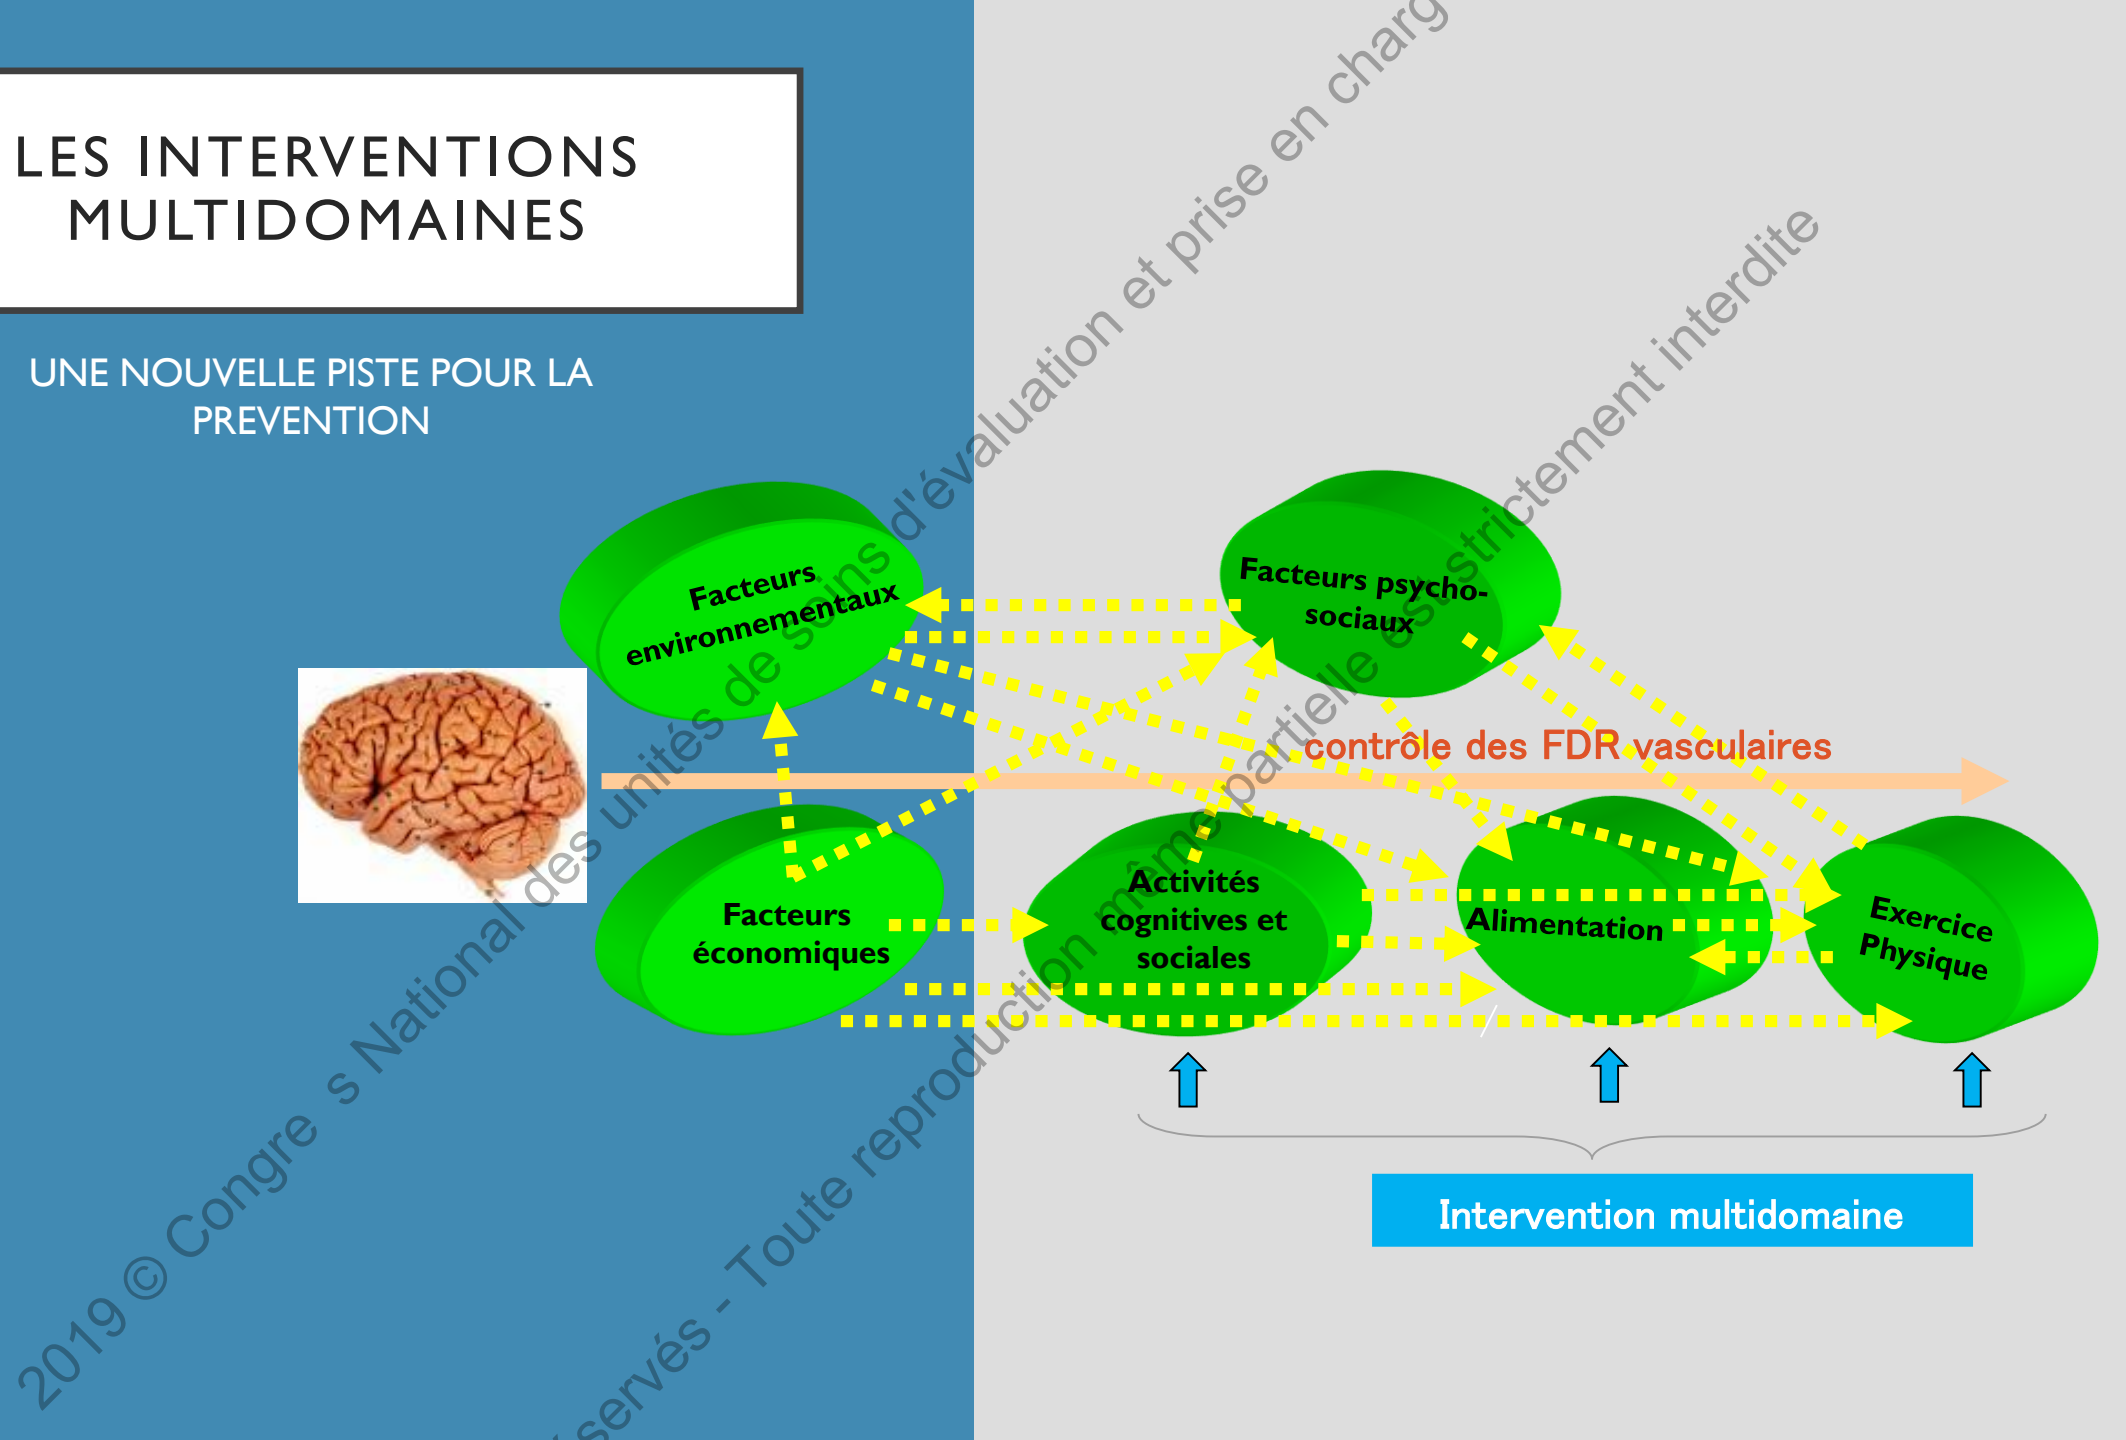 LES INTERVENTIONS
MULTIDOMAINES
UNE NOUVELLE PISTE POUR LA
PREVENTION
Facteurs
environnementaux
Facteurs psycho-
sociaux
contrôle des FDR vasculaires
Facteurs
économiques
Activités
cognitives et
sociales
Alimentation
Exercice
Physique
Intervention multidomaine
2019 © Congre s National des unités de soins d'évaluation et prise en charg
servés - Toute reproduction même partielle est strictement interdite